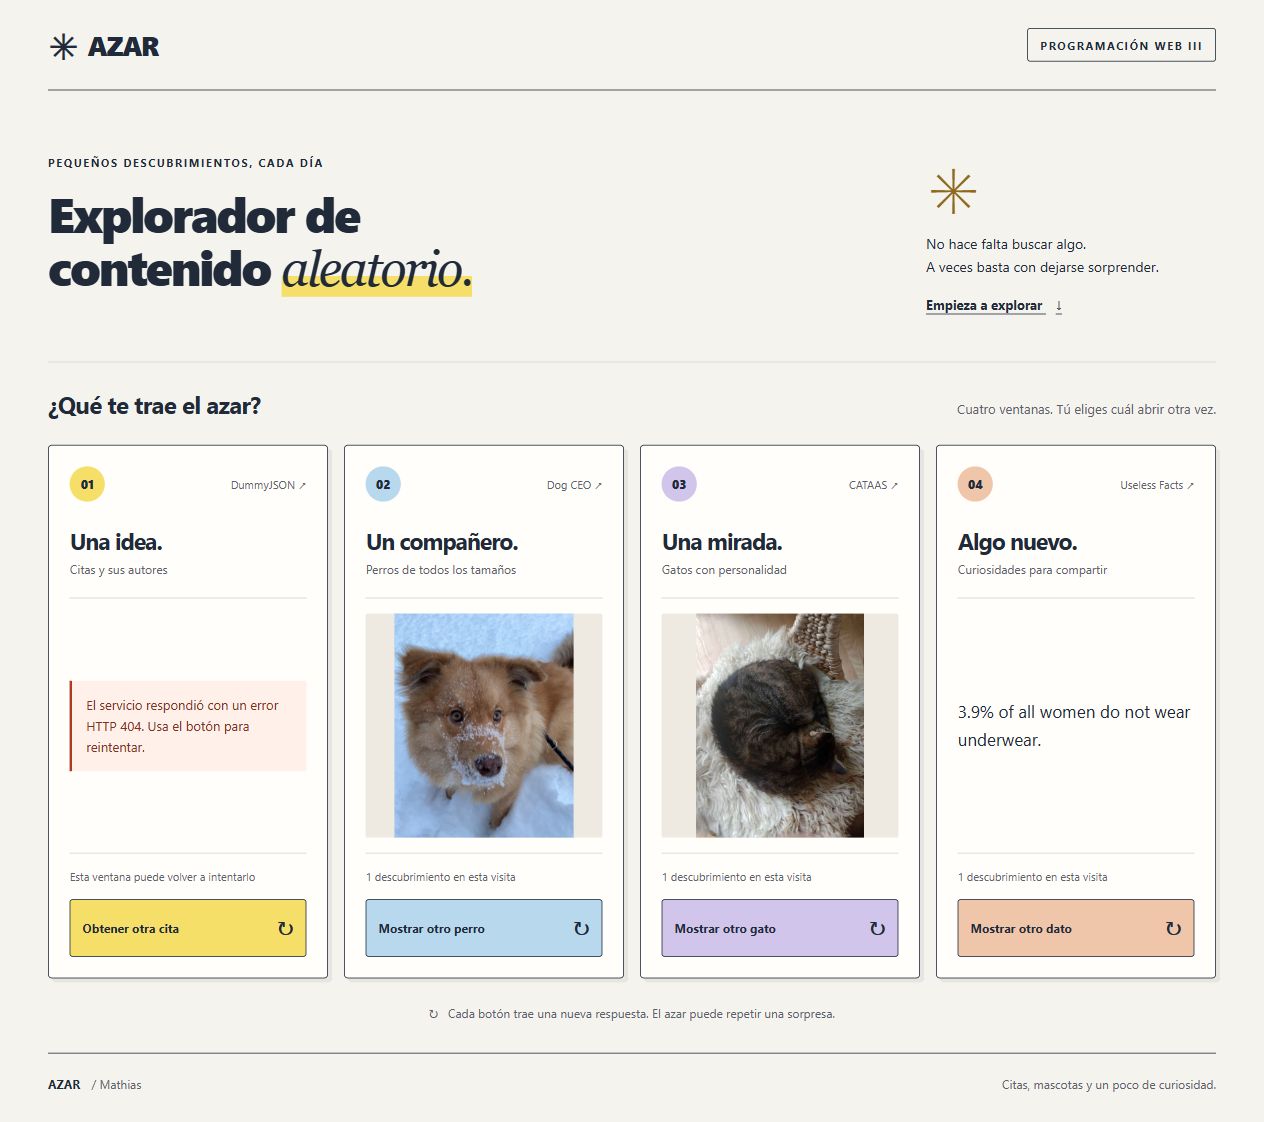 AZAR
PROGRAMACIÓN WEB III
PEQUEÑOS DESCUBRIMIENTOS, CADA DÍA
Explorador de
contenido aleatorio.
No hace falta buscar algo.
A veces basta con dejarse sorprender.
Empieza a explorar ↓
¿Qué te trae el azar?
Cuatro ventanas. Tú eliges cuál abrir otra vez.
01
DummyJSON ↗
Una idea.
Citas y sus autores
El servicio respondió con un error
HTTP 404. Usa el botón para
reintentar.
Esta ventana puede volver a intentarlo
Obtener otra cita ↻
02
Dog CEO ↗
Un compañero.
Perros de todos los tamaños
1 descubrimiento en esta visita
Mostrar otro perro ↻
03
CATAAS ↗
Una mirada.
Gatos con personalidad
1 descubrimiento en esta visita
Mostrar otro gato ↻
04
Useless Facts ↗
Algo nuevo.
Curiosidades para compartir
3.9% of all women do not wear
underwear.
1 descubrimiento en esta visita
Mostrar otro dato ↻
↻ Cada botón trae una nueva respuesta. El azar puede repetir una sorpresa.
AZAR / Mathias
Citas, mascotas y un poco de curiosidad.